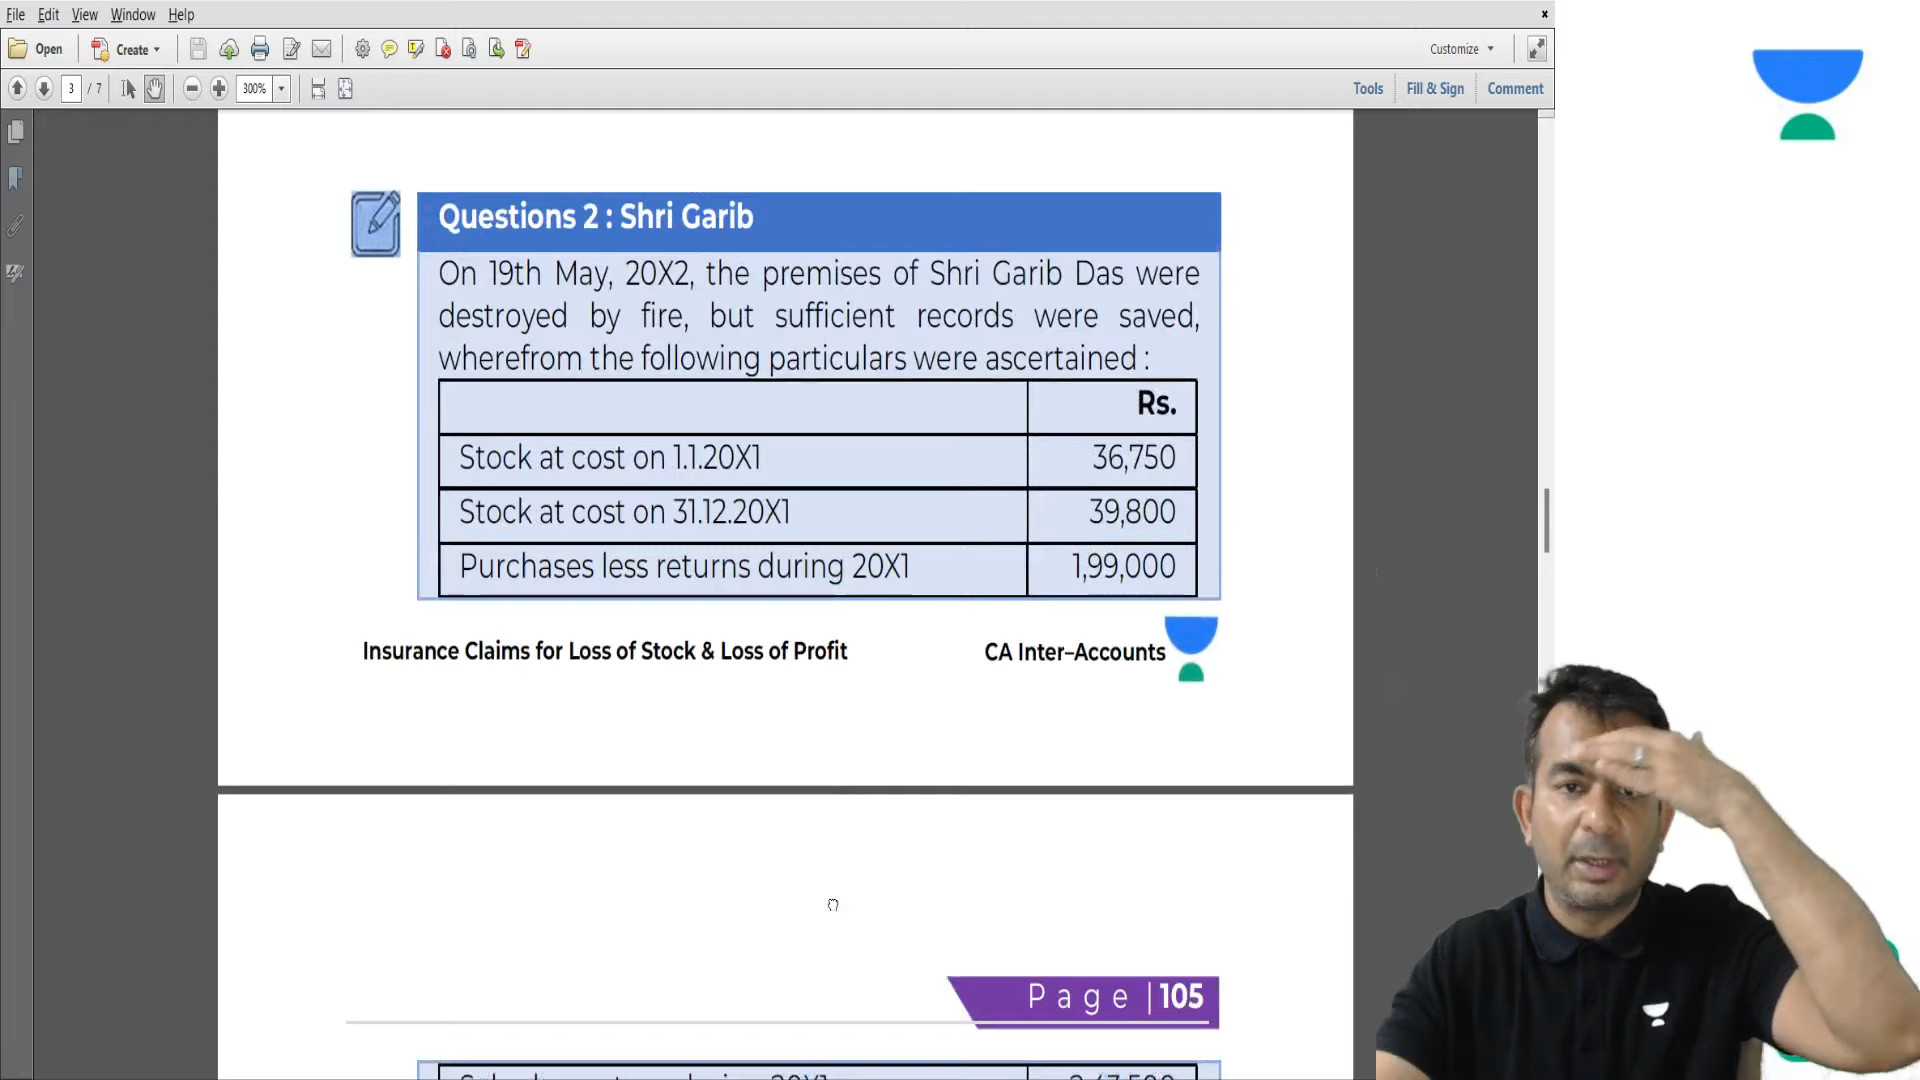 File Edit View Window Help
Open Create Customize
3 / 7 300% Tools Fill & Sign Comment
Questions 2 : Shri Garib
On 19th May, 20X2, the premises of Shri Garib Das were
destroyed by fire, but sufficient records were saved,
wherefrom the following particulars were ascertained :
Rs.
Stock at cost on 1.1.20X1 36,750
Stock at cost on 31.12.20X1 39,800
Purchases less returns during 20X1 1,99,000
Insurance Claims for Loss of Stock & Loss of Profit CA Inter–Accounts
Page |105